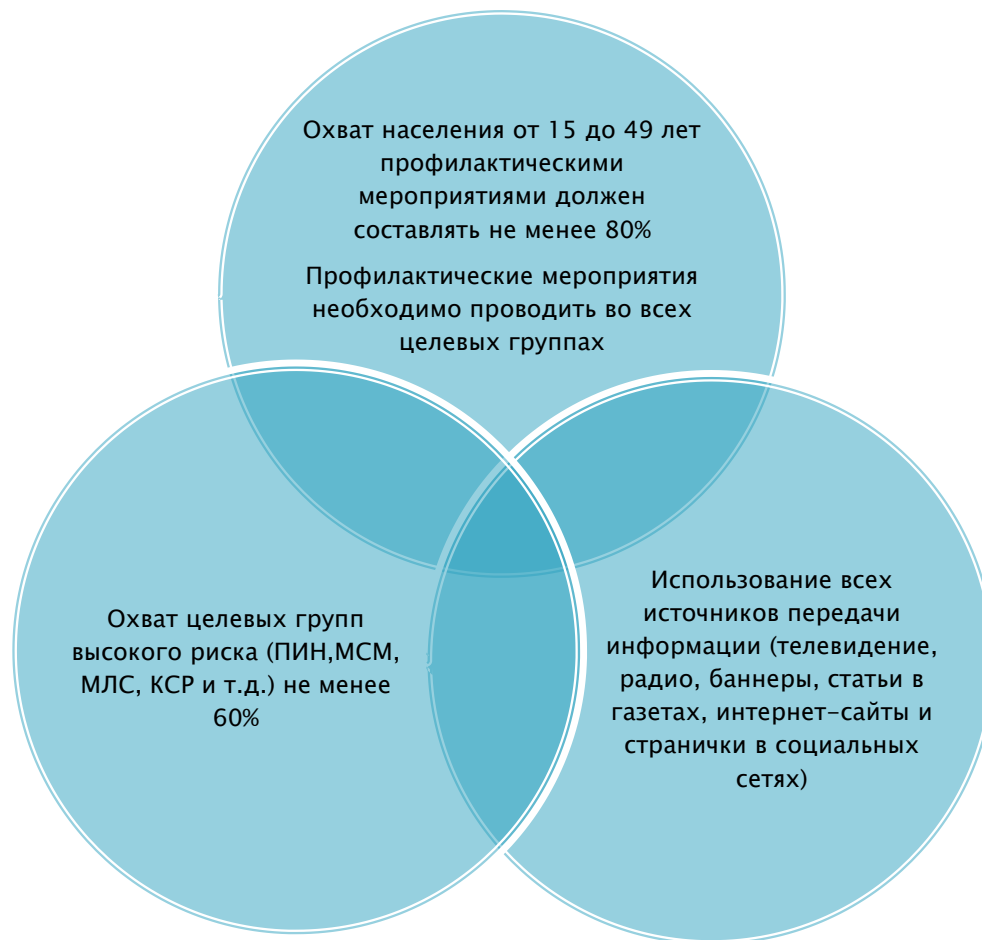 Охват населения от 15 до 49 лет
профилактическими
мероприятиями должен
составлять не менее 80%
Профилактические мероприятия
необходимо проводить во всех
целевых группах
Охват целевых групп
высокого риска (ПИН,МСМ,
МЛС, КСР и т.д.) не менее
60%
Использование всех
источников передачи
информации (телевидение,
радио, баннеры, статьи в
газетах, интернет-сайты и
странички в социальных
сетях)